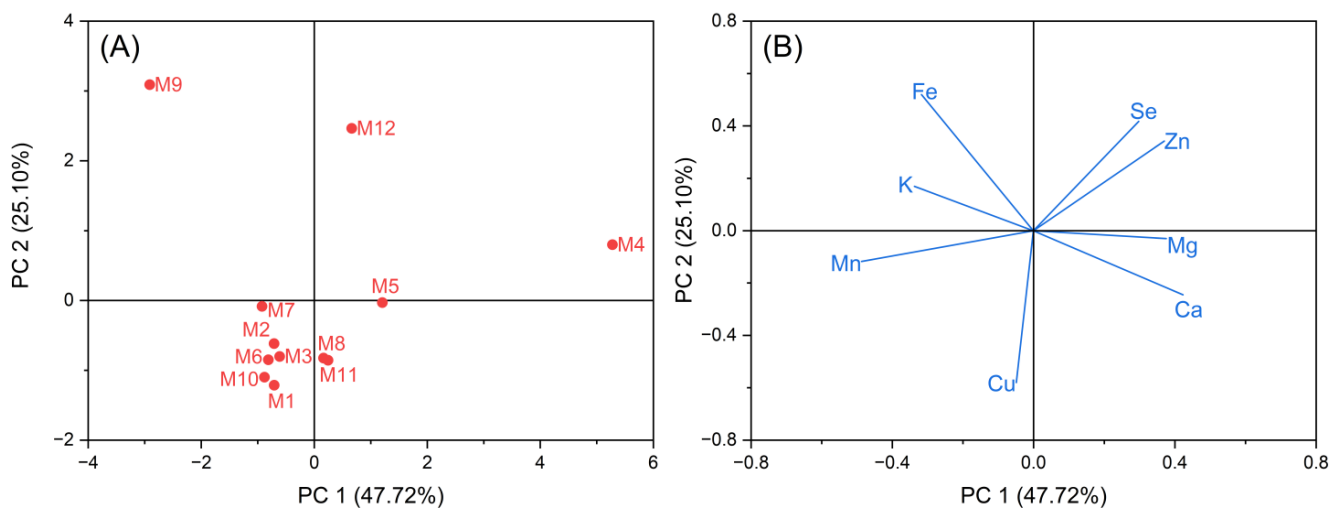 (A)
4
2
0
−2
−4
−2
0
2
4
6
PC 2 (25.10%)
PC 1 (47.72%)
M9
M12
M4
M5
M7
M2
M8
M6
M3
M11
M10
M1
(B)
0.8
0.4
0.0
−0.4
−0.8
−0.8
−0.4
0.0
0.4
0.8
PC 2 (25.10%)
PC 1 (47.72%)
Fe
Se
Zn
K
Mg
Mn
Ca
Cu